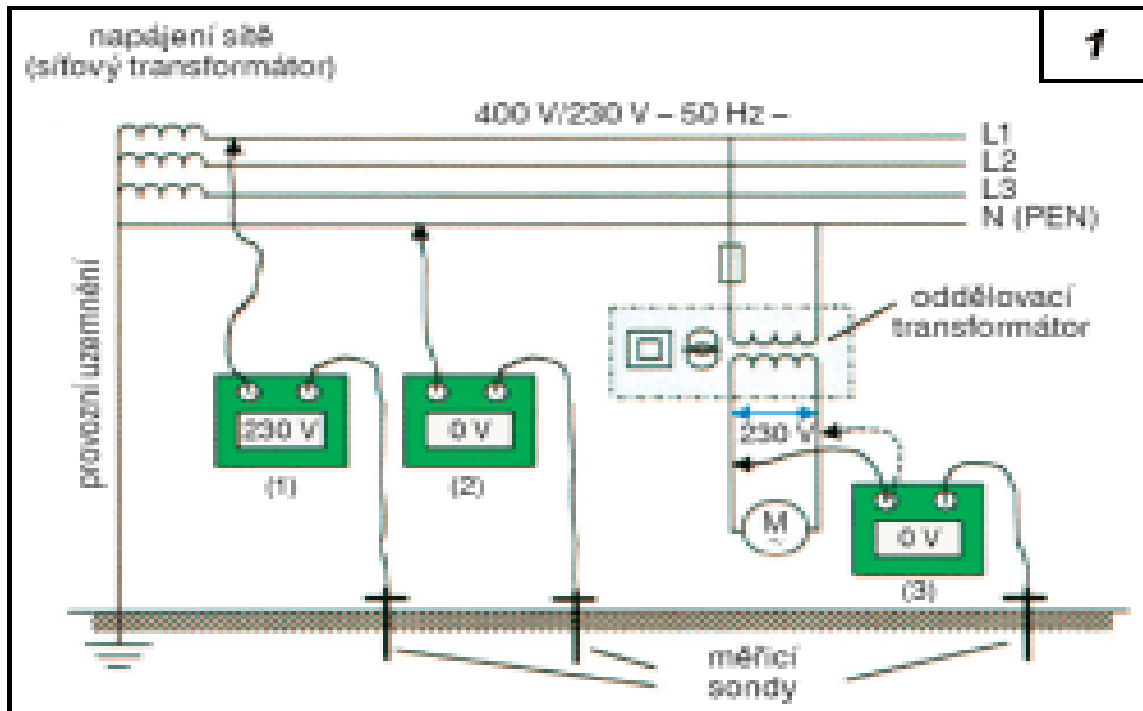 napájení sítě
(síťový transformátor)
1
400 V/230 V – 50 Hz –
L1
L2
L3
N (PEN)
provozní uzemnění
oddělovací
transformátor
230 V
(1)
0 V
(2)
230 V
M
~
0 V
(3)
měřicí
sondy